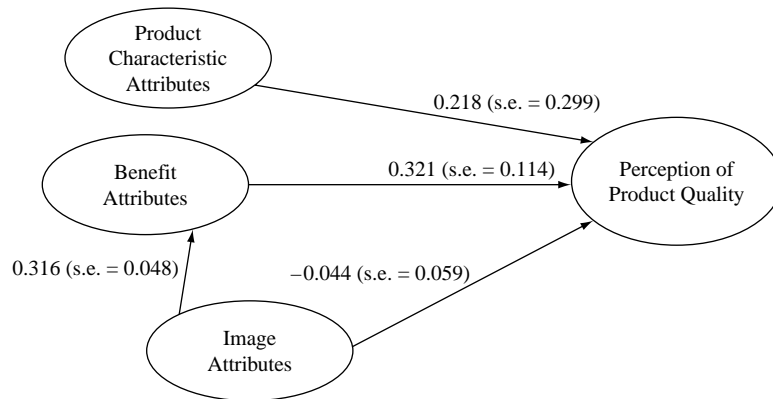 Product
Characteristic
Attributes
0.218 (s.e. = 0.299)
Benefit
Attributes
0.321 (s.e. = 0.114)
Perception of
Product Quality
0.316 (s.e. = 0.048)
−0.044 (s.e. = 0.059)
Image
Attributes